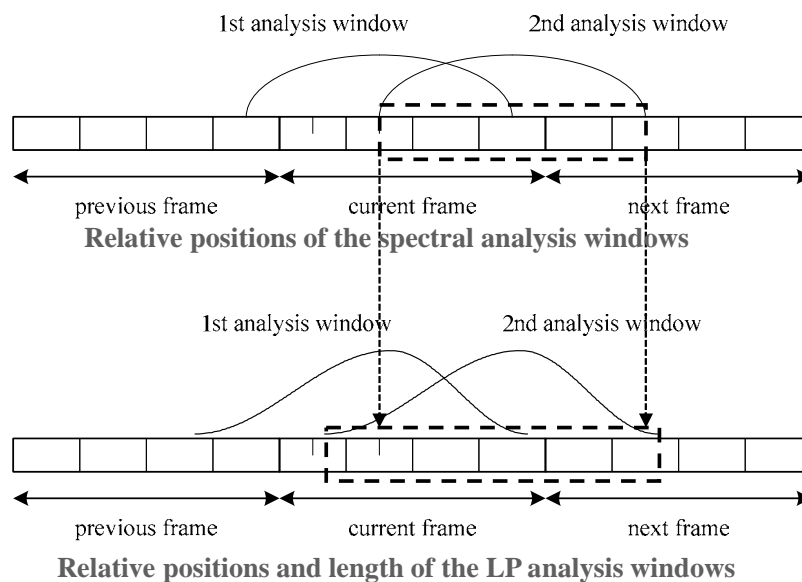 1st analysis window 2nd analysis window
previous frame current frame next frame
Relative positions of the spectral analysis windows
1st analysis window 2nd analysis window
previous frame current frame next frame
Relative positions and length of the LP analysis windows